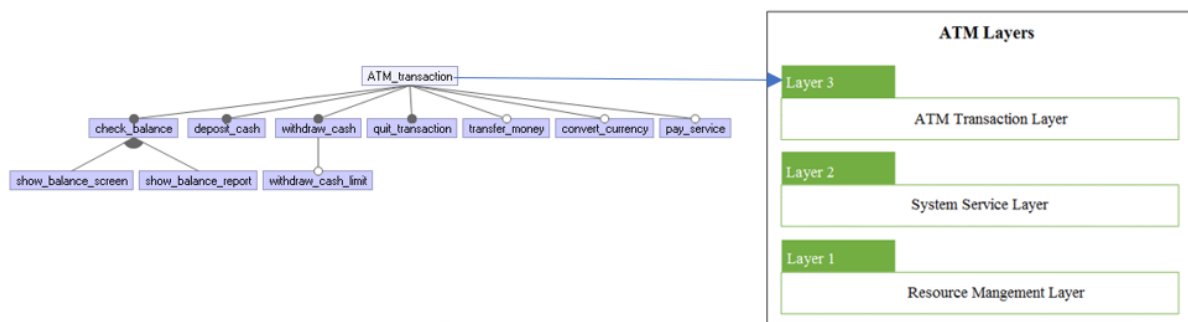 ATM Layers
ATM_transaction
Layer 3
ATM Transaction Layer
check_balance
deposit_cash
withdraw_cash
quit_transaction
transfer_money
convert_currency
pay_service
show_balance_screen
show_balance_report
withdraw_cash_limit
Layer 2
System Service Layer
Layer 1
Resource Mangement Layer